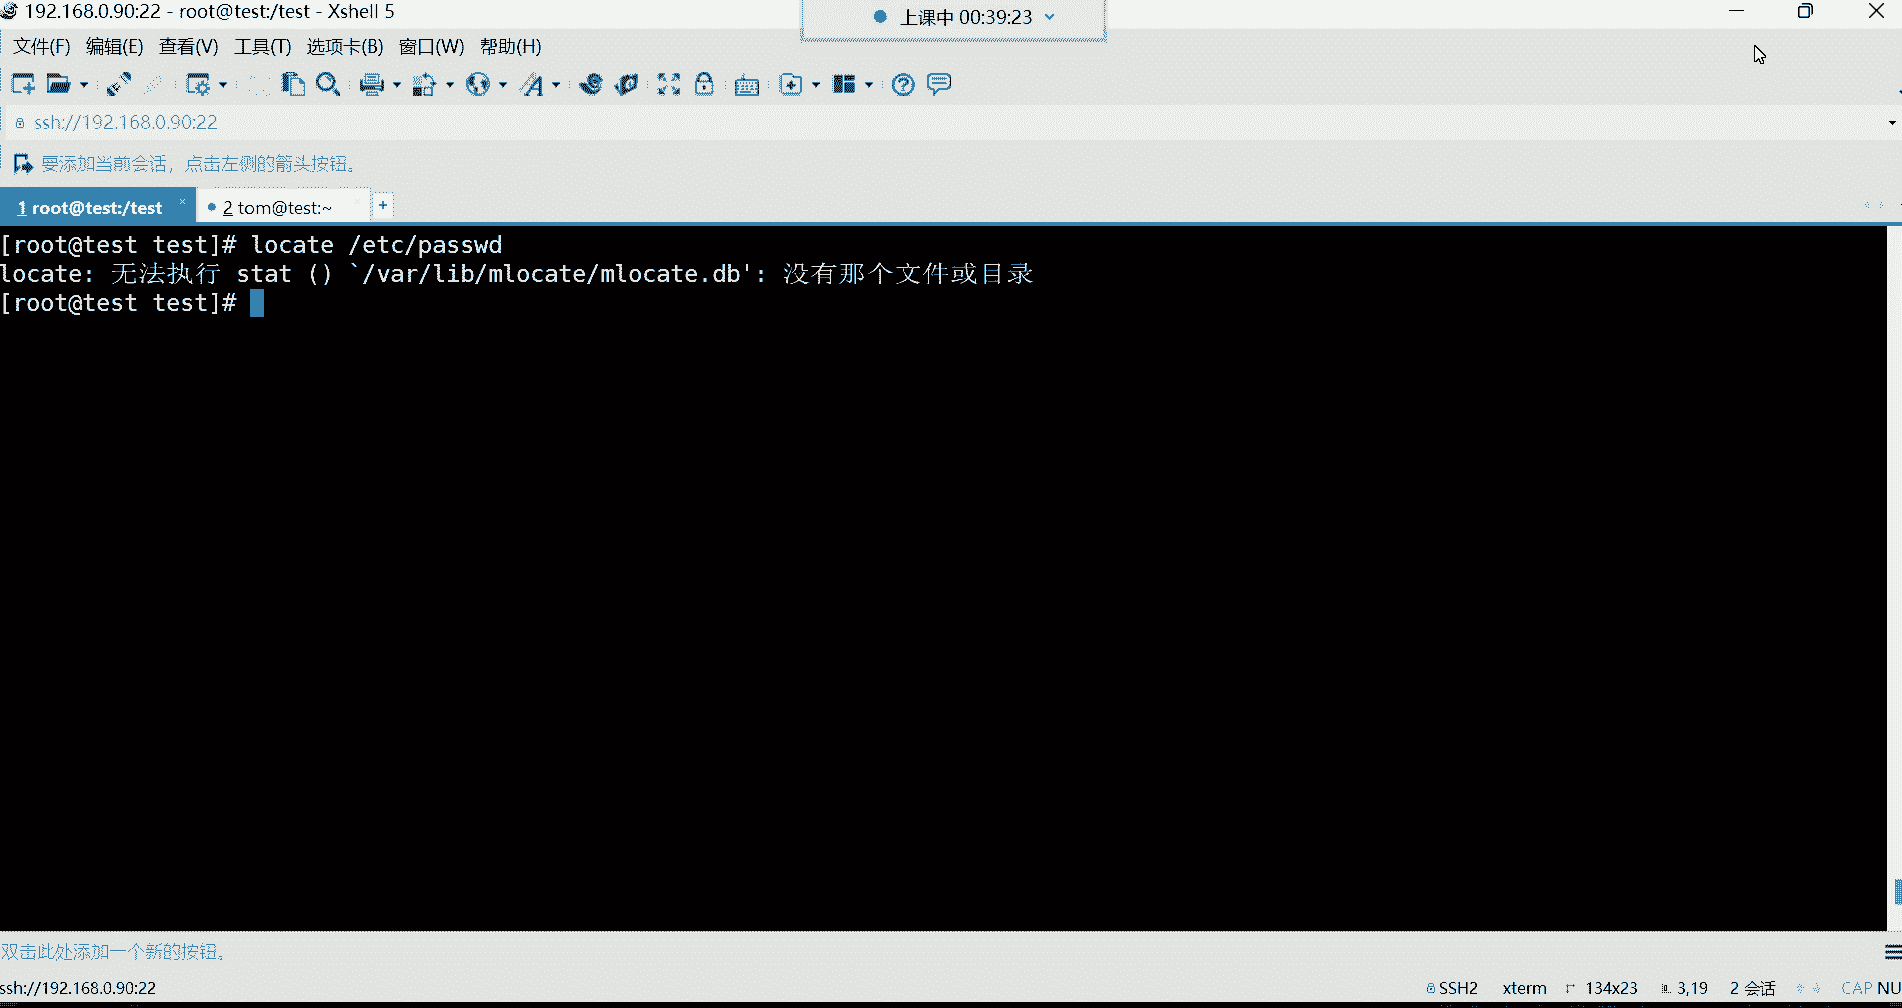 192.168.0.90:22 - root@test:/test - Xshell 5
上课中 00:39:23
文件(F) 编辑(E) 查看(V) 工具(T) 选项卡(B) 窗口(W) 帮助(H)
ssh://192.168.0.90:22
要添加当前会话，点击左侧的箭头按钮。
1 root@test:/test × 2 tom@test:~ × +
[root@test test]# locate /etc/passwd
locate: 无法执行 stat () `/var/lib/mlocate/mlocate.db': 没有那个文件或目录
[root@test test]#
双击此处添加一个新的按钮。
ssh://192.168.0.90:22 SSH2 xterm 134x23 3,19 2 会话 CAP NU